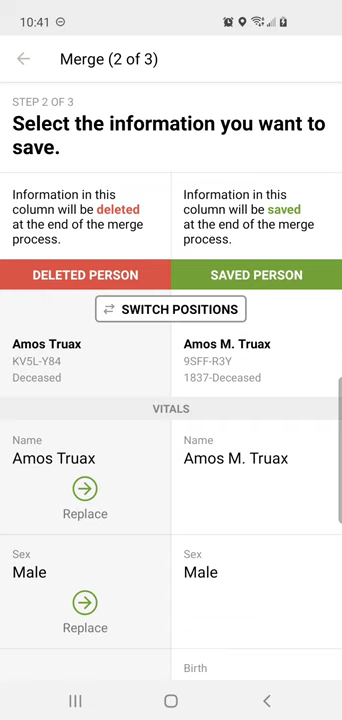 10:41
Merge (2 of 3)
STEP 2 OF 3
Select the information you want to
save.
Information in this
column will be deleted
at the end of the merge
process.
Information in this
column will be saved
at the end of the merge
process.
DELETED PERSON
SAVED PERSON
SWITCH POSITIONS
Amos Truax
KV5L-Y84
Deceased
Amos M. Truax
9SFF-R3Y
1837-Deceased
VITALS
Name
Amos Truax
Replace
Name
Amos M. Truax
Sex
Male
Replace
Sex
Male
Birth